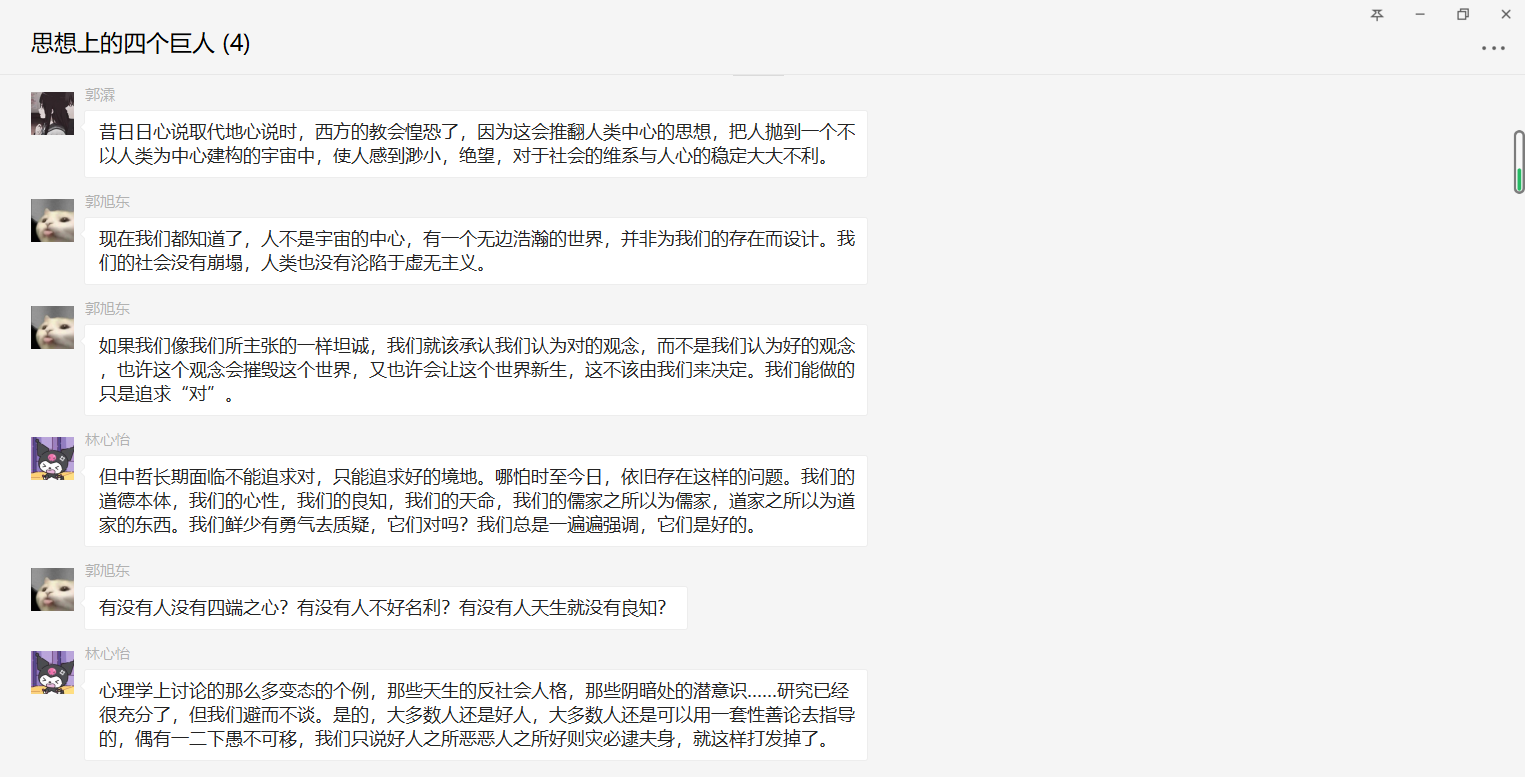 思想上的四个巨人 (4)
郭霖
昔日日心说取代地心说时，西方的教会惶恐了，因为这会推翻人类中心的思想，把人抛到一个不
以人类为中心建构的宇宙中，使人感到渺小，绝望，对于社会的维系与人心的稳定大大不利。
郭旭东
现在我们都知道了，人不是宇宙的中心，有一个无边浩瀚的世界，并非为我们的存在而设计。我
们的社会没有崩塌，人类也没有沦陷于虚无主义。
郭旭东
如果我们像我们所主张的一样坦诚，我们就该承认我们认为对的观念，而不是我们认为好的观念
，也许这个观念会摧毁这个世界，又也许会让这个世界新生，这不该由我们来决定。我们能做的
只是追求“对”。
林心怡
但中哲长期面临不能追求对，只能追求好的境地。哪怕时至今日，依旧存在这样的问题。我们的
道德本体，我们的心性，我们的良知，我们的天命，我们的儒家之所以为儒家，道家之所以为道
家的东西。我们鲜少有勇气去质疑，它们对吗？我们总是一遍遍强调，它们是好的。
郭旭东
有没有人没有四端之心？有没有人不好名利？有没有人天生就没有良知？
林心怡
心理学上讨论的那么多变态的个例，那些天生的反社会人格，那些阴暗处的潜意识......研究已经
很充分了，但我们避而不谈。是的，大多数人还是好人，大多数人还是可以用一套性善论去指导
的，偶有一二下愚不可移，我们只说好人之所恶恶人之所好则灾必逮夫身，就这样打发掉了。